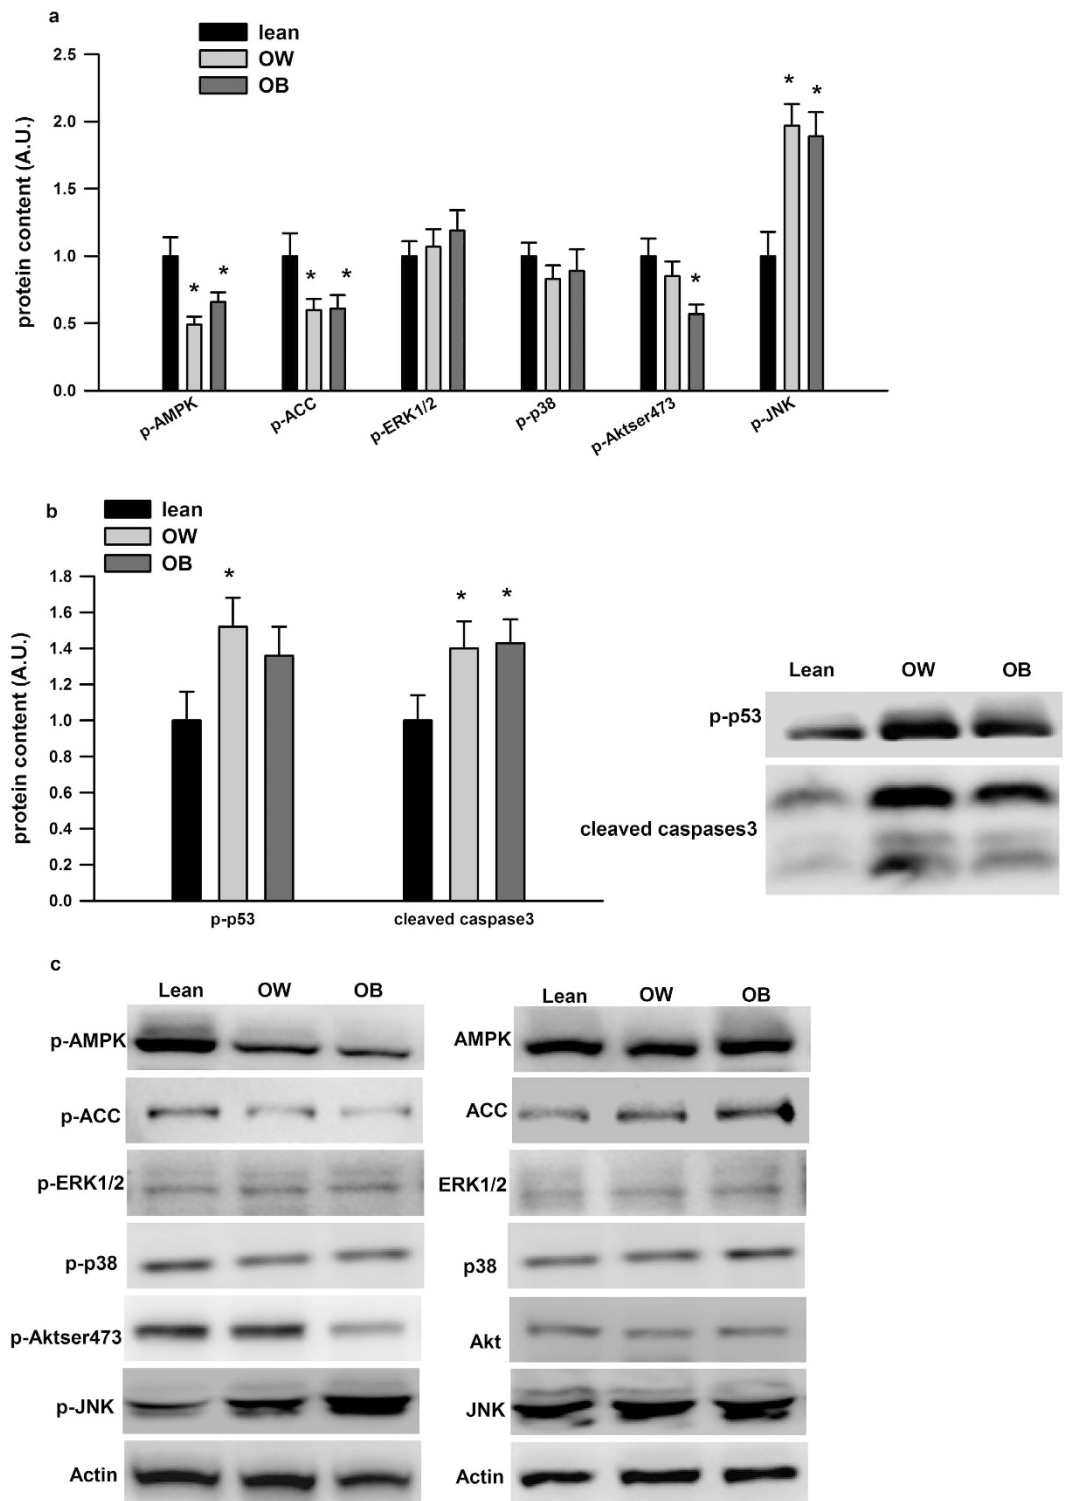 a
lean
OW
OB
protein content (A.U.)
2.5
2.0
1.5
1.0
0.5
0.0
* * * * * * *
p-AMPK p-ACC p-ERK1/2 p-p38 p-Aktser473 p-JNK
b
lean
OW
OB
protein content (A.U.)
1.8
1.6
1.4
1.2
1.0
0.8
0.6
0.4
0.2
0.0
* * *
p-p53 cleaved caspase3
Lean OW OB
p-p53
cleaved caspases3
c
Lean OW OB
p-AMPK
p-ACC
p-ERK1/2
p-p38
p-Aktser473
p-JNK
Actin
Lean OW OB
AMPK
ACC
ERK1/2
p38
Akt
JNK
Actin